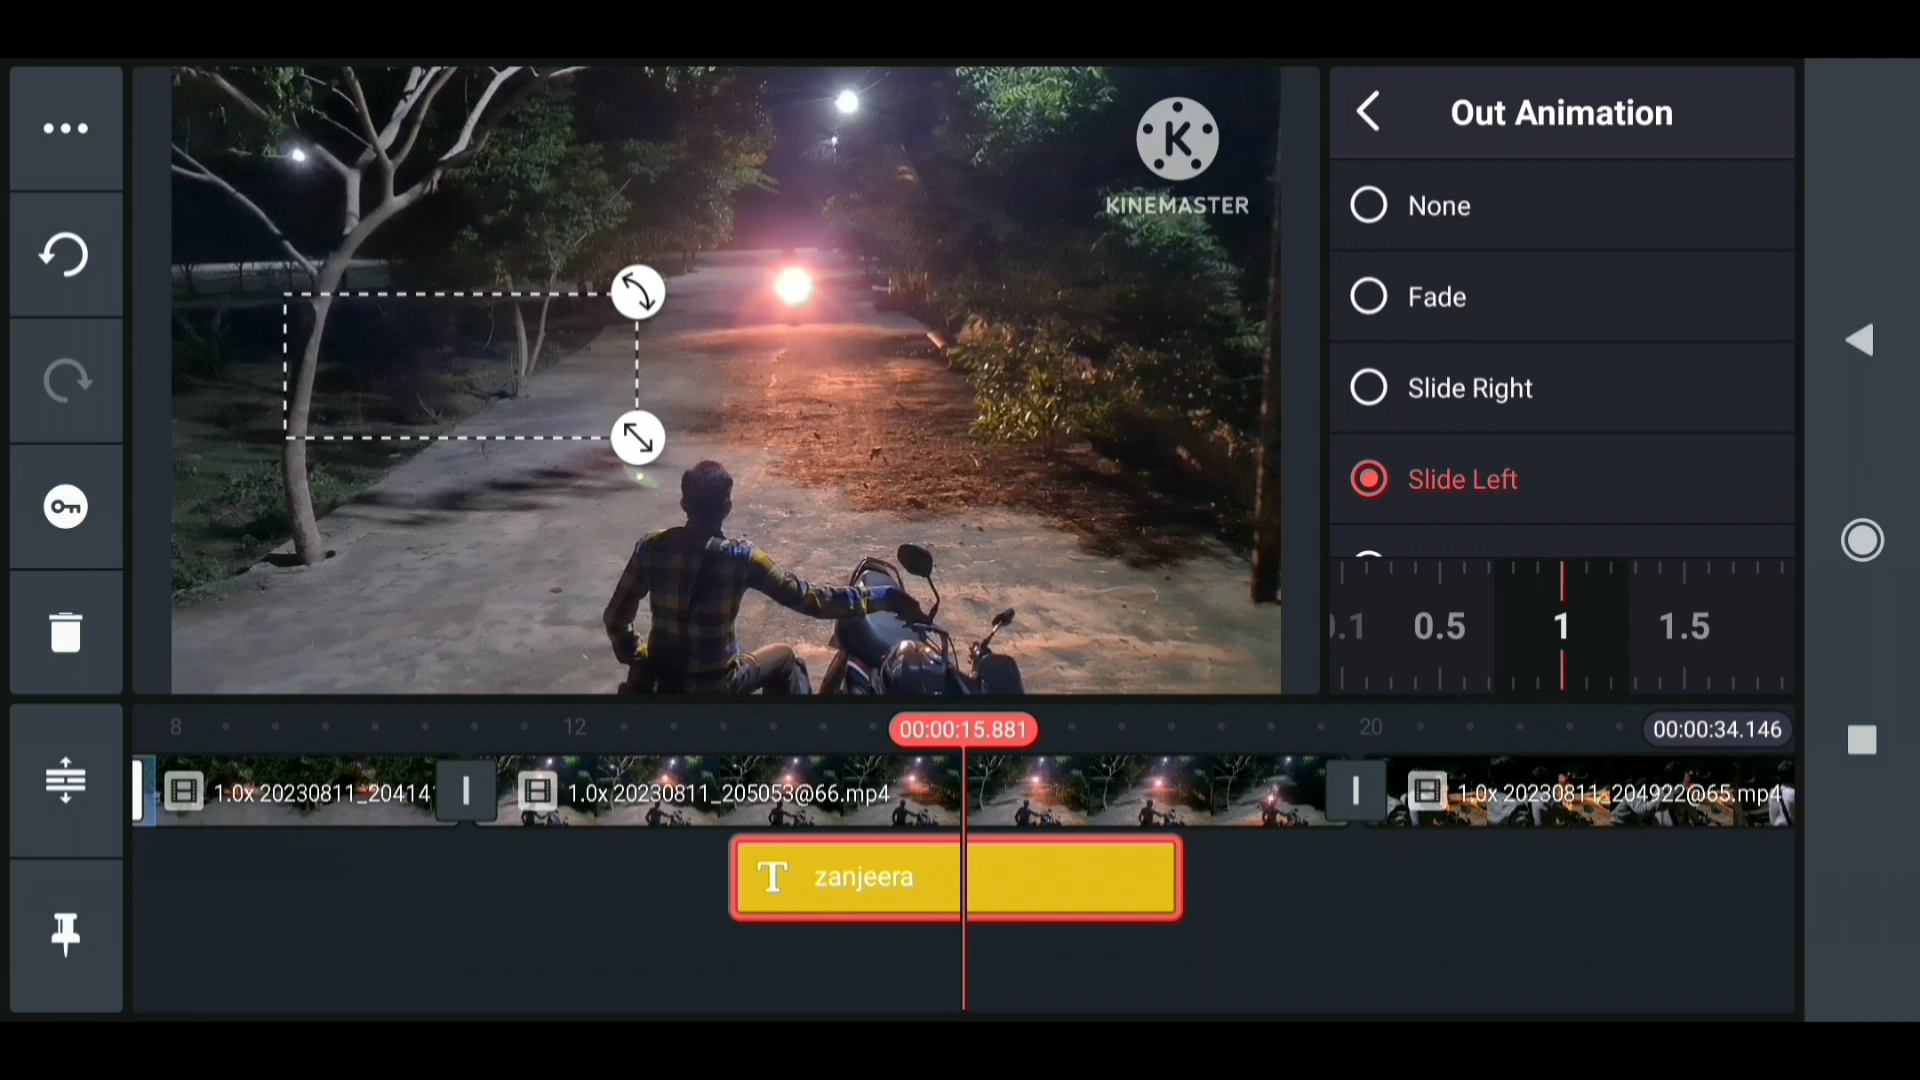 Out Animation
K
KINEMASTER
None
Fade
Slide Right
Slide Left
0.5 1 1.5
8 12 00:00:15.881 20 00:00:34.146
1.0x 20230811_20414
1.0x 20230811_205053@66.mp4
1.0x 20230811_204922@65.mp4
T zanjeera